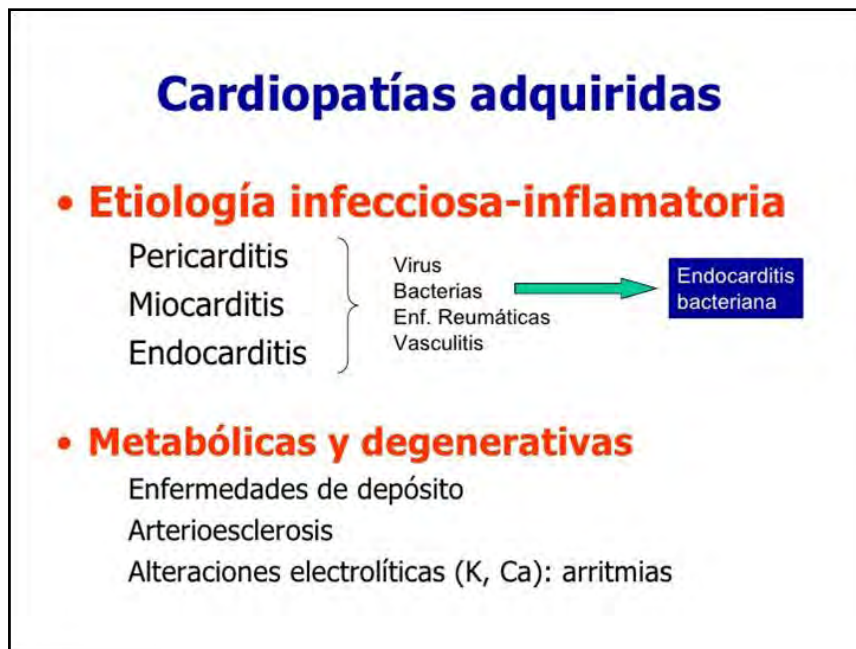 Cardiopatías adquiridas
• Etiología infecciosa-inflamatoria
Pericarditis
Miocarditis
Endocarditis
Virus
Bacterias
Enf. Reumáticas
Vasculitis
Endocarditis
bacteriana
• Metabólicas y degenerativas
Enfermedades de depósito
Arterioesclerosis
Alteraciones electrolíticas (K, Ca): arritmias